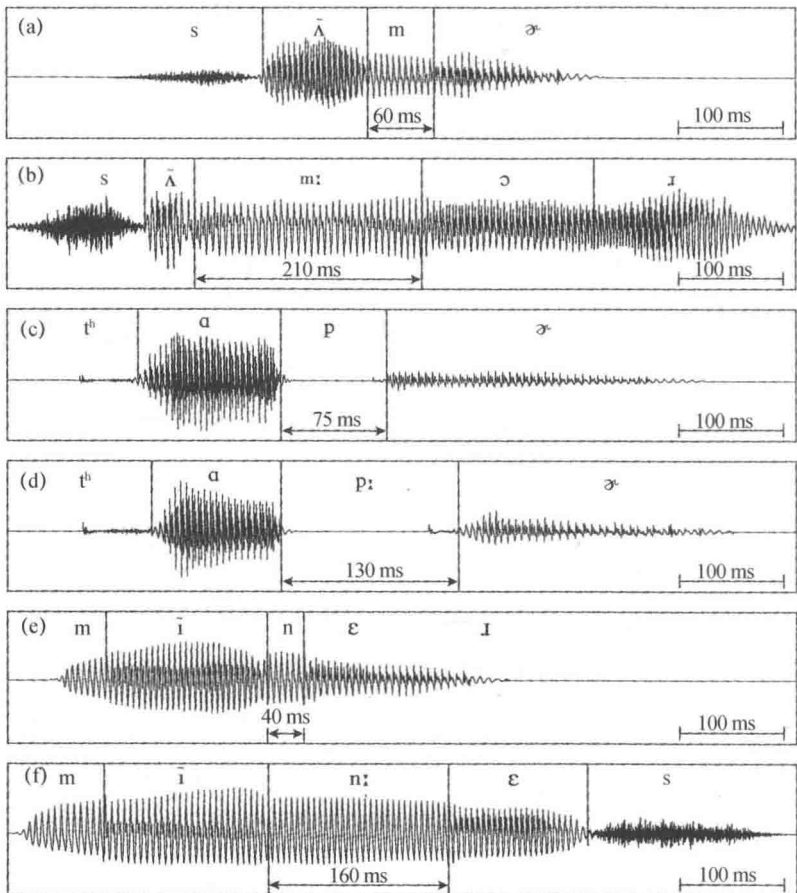 (a) s ʌ̃ m ɚ
60 ms 100 ms
(b) s ʌ̃ mː ɔ ɹ
210 ms 100 ms
(c) tʰ ɑ p ɚ
75 ms 100 ms
(d) tʰ ɑ pː ɚ
130 ms 100 ms
(e) m ɪ̃ n ɛ ɹ
40 ms 100 ms
(f) m ɪ̃ nː ɛ s
160 ms 100 ms